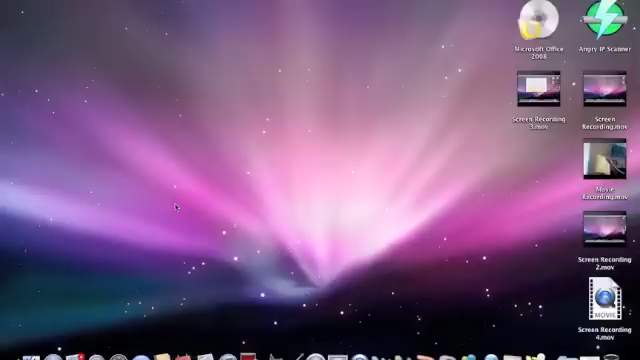 Microsoft Office
2008
Angry IP Scanner
Screen Recording
3.mov
Screen
Recording.mov
Movie
Recording.mov
Screen Recording
2.mov
MOVIE
Screen Recording
4.mov